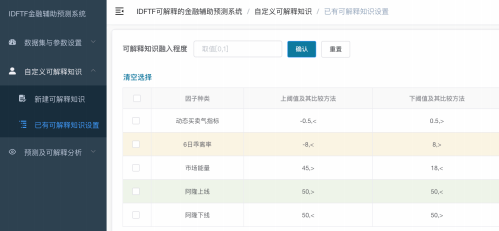 IDFTF金融辅助预测系统
数据集与参数设置
自定义可解释知识
新建可解释知识
已有可解释知识设置
预测及可解释分析
IDFTF可解释的金融辅助预测系统 / 自定义可解释知识 / 已有可解释知识设置
可解释知识融入程度 取值[0,1] 确认 重置
清空选择
因子种类 上阈值及其比较方法 下阈值及其比较方法
动态买卖气指标 -0.5,< 0.5,>
6日乖离率 -8,< 8,>
市场能量 45,> 18,<
阿隆上线 50,> 50,<
阿隆下线 50,< 50,>